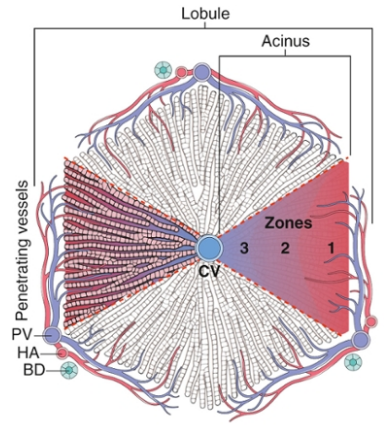 Lobule
Acinus
Penetrating vessels
Zones
3 2 1
CV
PV
HA
BD